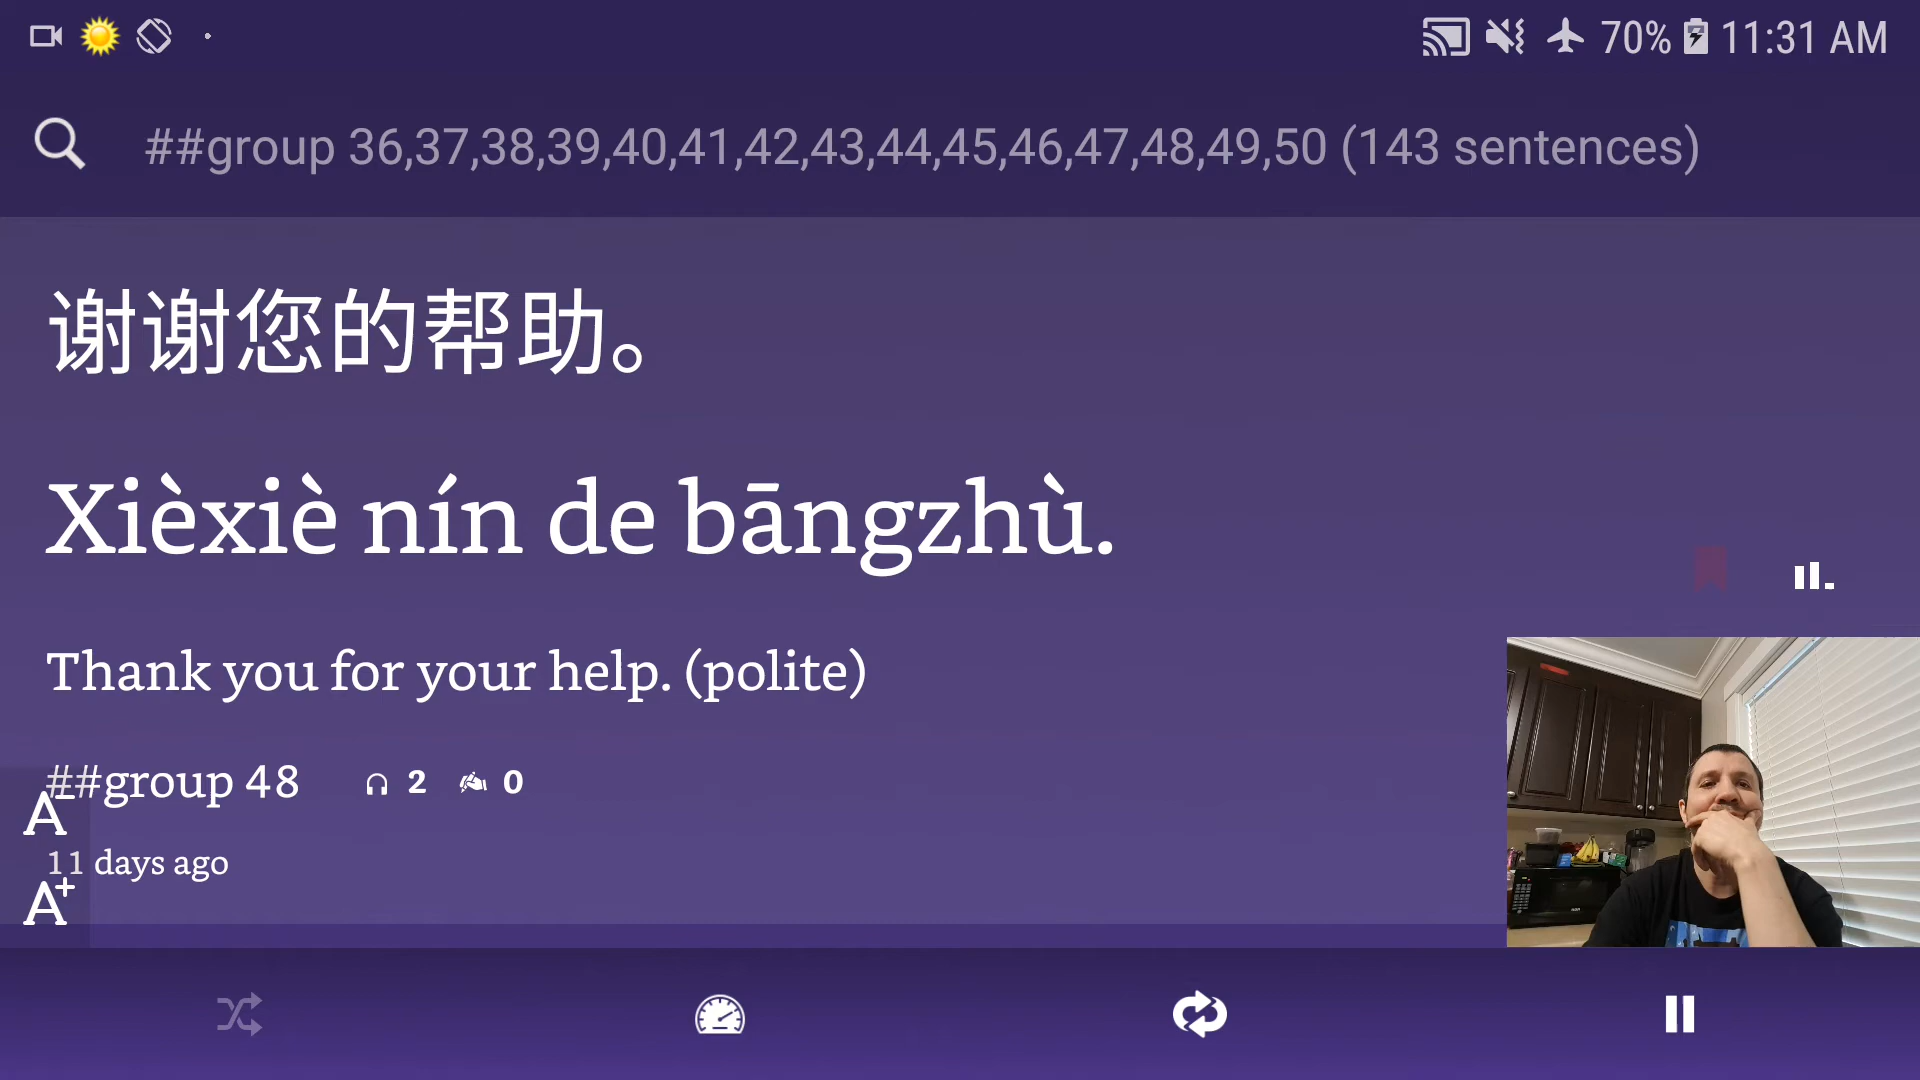 70% 11:31 AM
##group 36,37,38,39,40,41,42,43,44,45,46,47,48,49,50 (143 sentences)
谢谢您的帮助。
Xièxiè nín de bāngzhù.
Thank you for your help. (polite)
##group 48 2 0
A-
11 days ago
A+